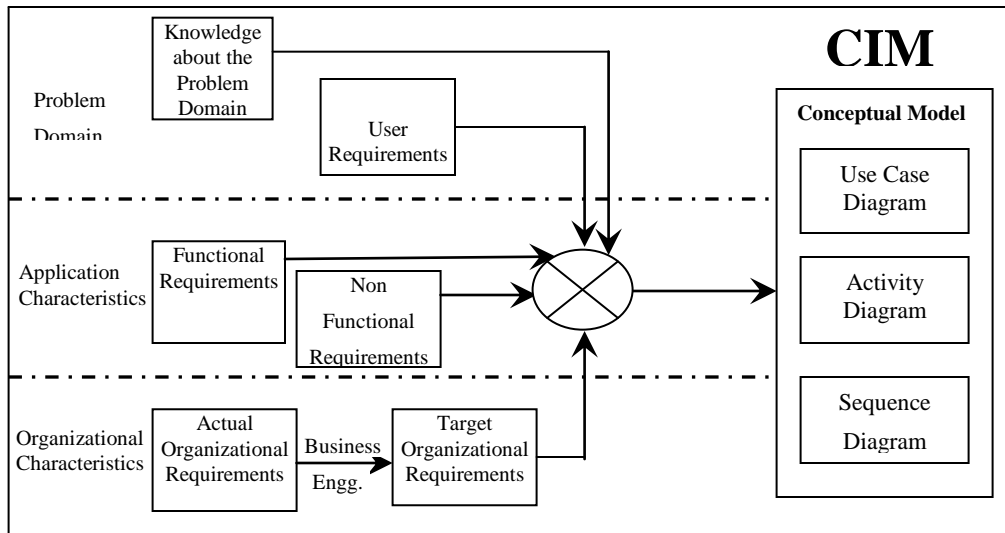 Knowledge
about the
Problem
Domain
CIM
Problem
Domain
User
Requirements
Conceptual Model
Use Case
Diagram
Application
Characteristics
Functional
Requirements
Non
Functional
Requirements
Activity
Diagram
Organizational
Characteristics
Actual
Organizational
Requirements
Business
Engg.
Target
Organizational
Requirements
Sequence
Diagram